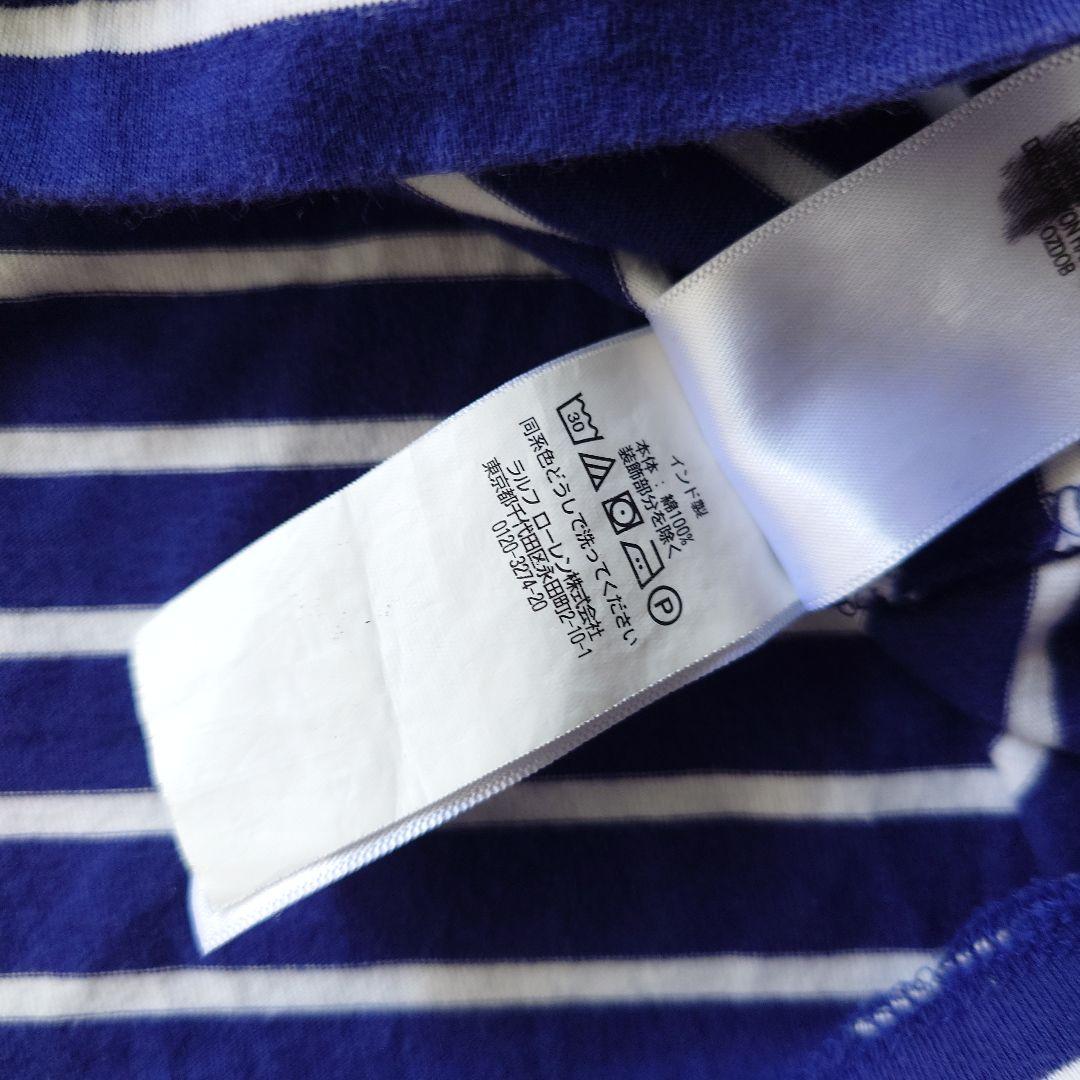 インド製
本体 : 綿100%
装飾部分を除く
30
P
同系色どうしで洗ってください
ラルフ ローレン株式会社
東京都千代田区永田町2-10-1
0120-3274-20
OZDOB